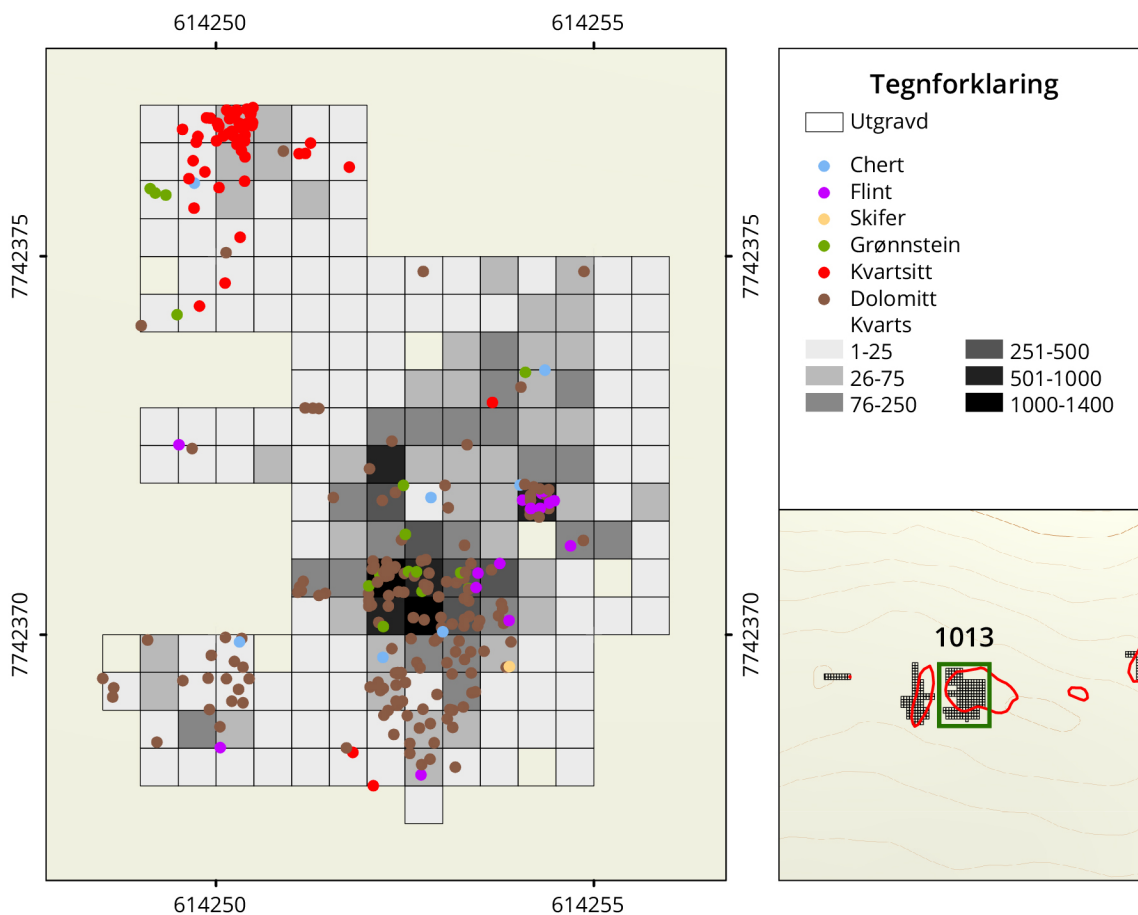 614250 614255
7742375
7742375
7742370
7742370
614250 614255
Tegnforklaring
Utgravd
Chert
Flint
Skifer
Grønnstein
Kvartsitt
Dolomitt
Kvarts
1-25 251-500
26-75 501-1000
76-250 1000-1400
1013